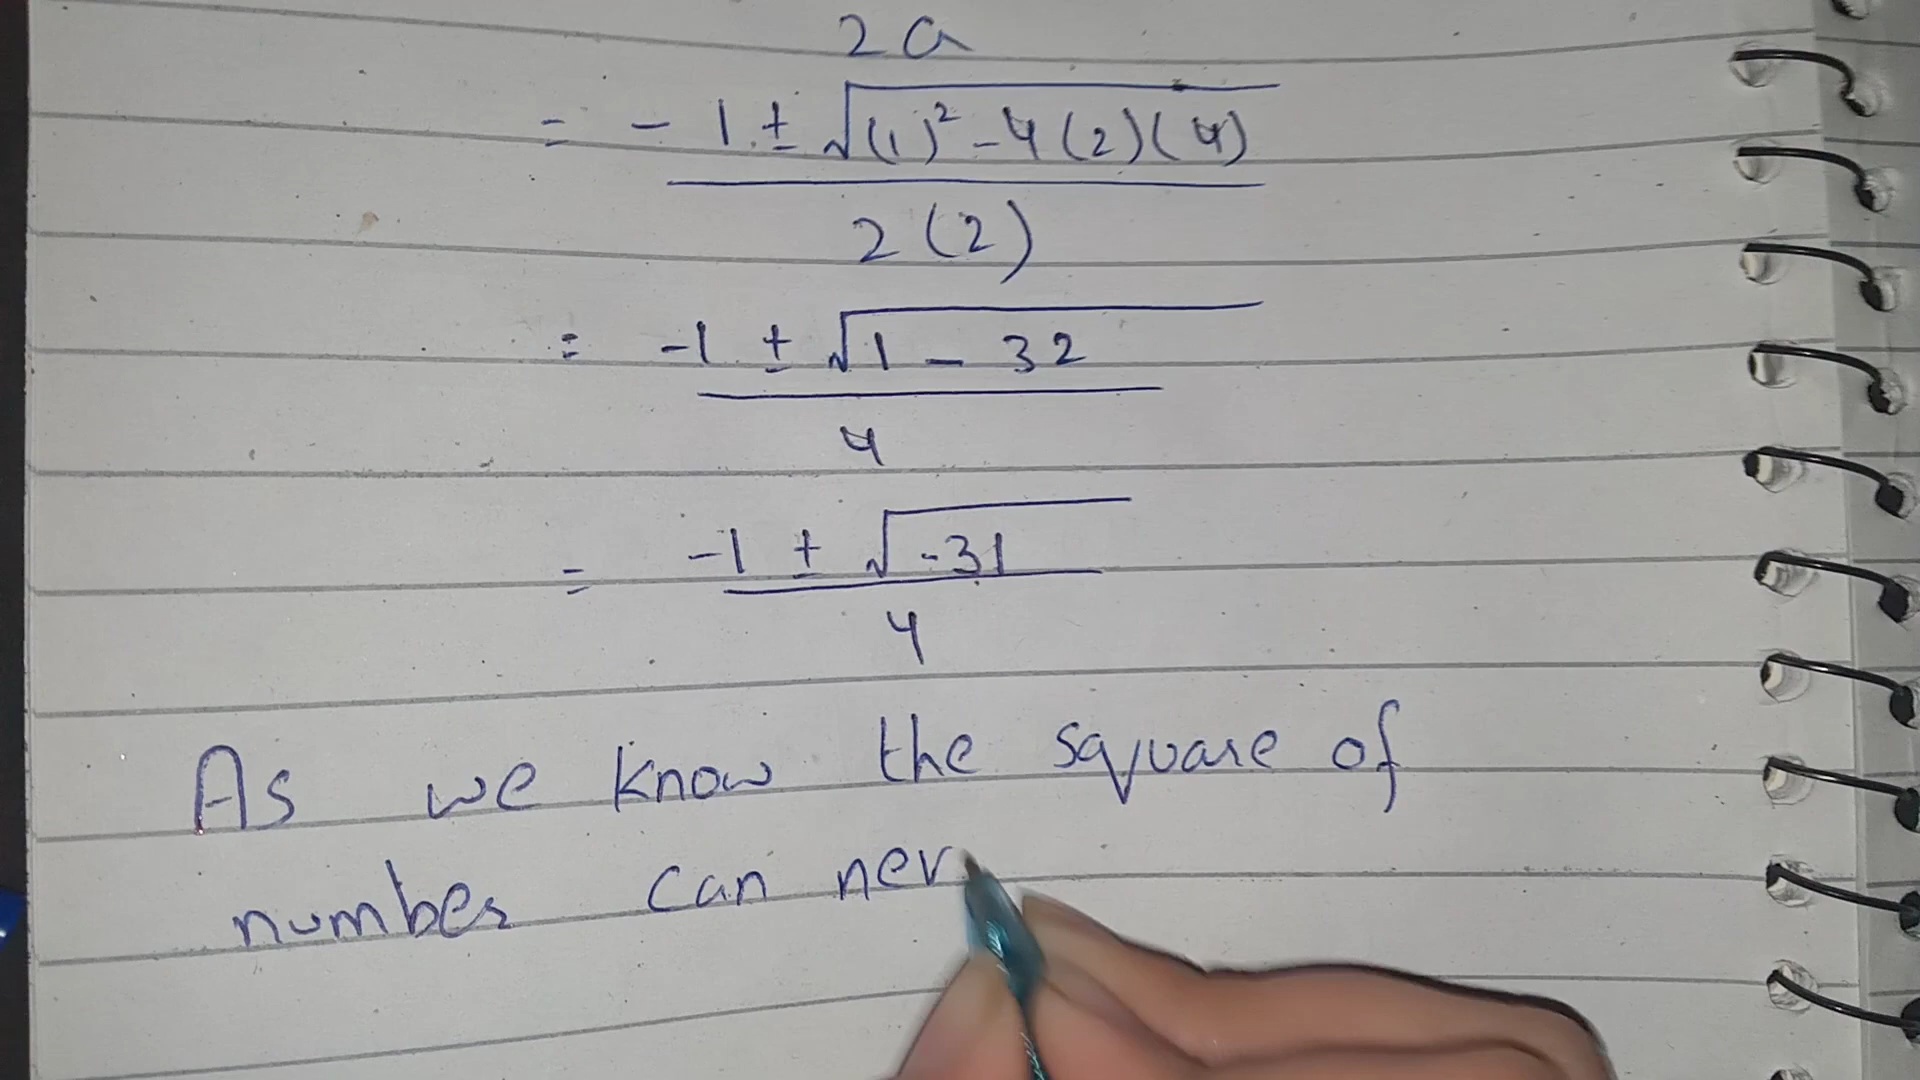 2a
= -1 ± √(1)² - 4(2)(4)
2(2)
= -1 ± √1 - 32
4
= -1 ± √-31
4
As we know the square of
number can nev